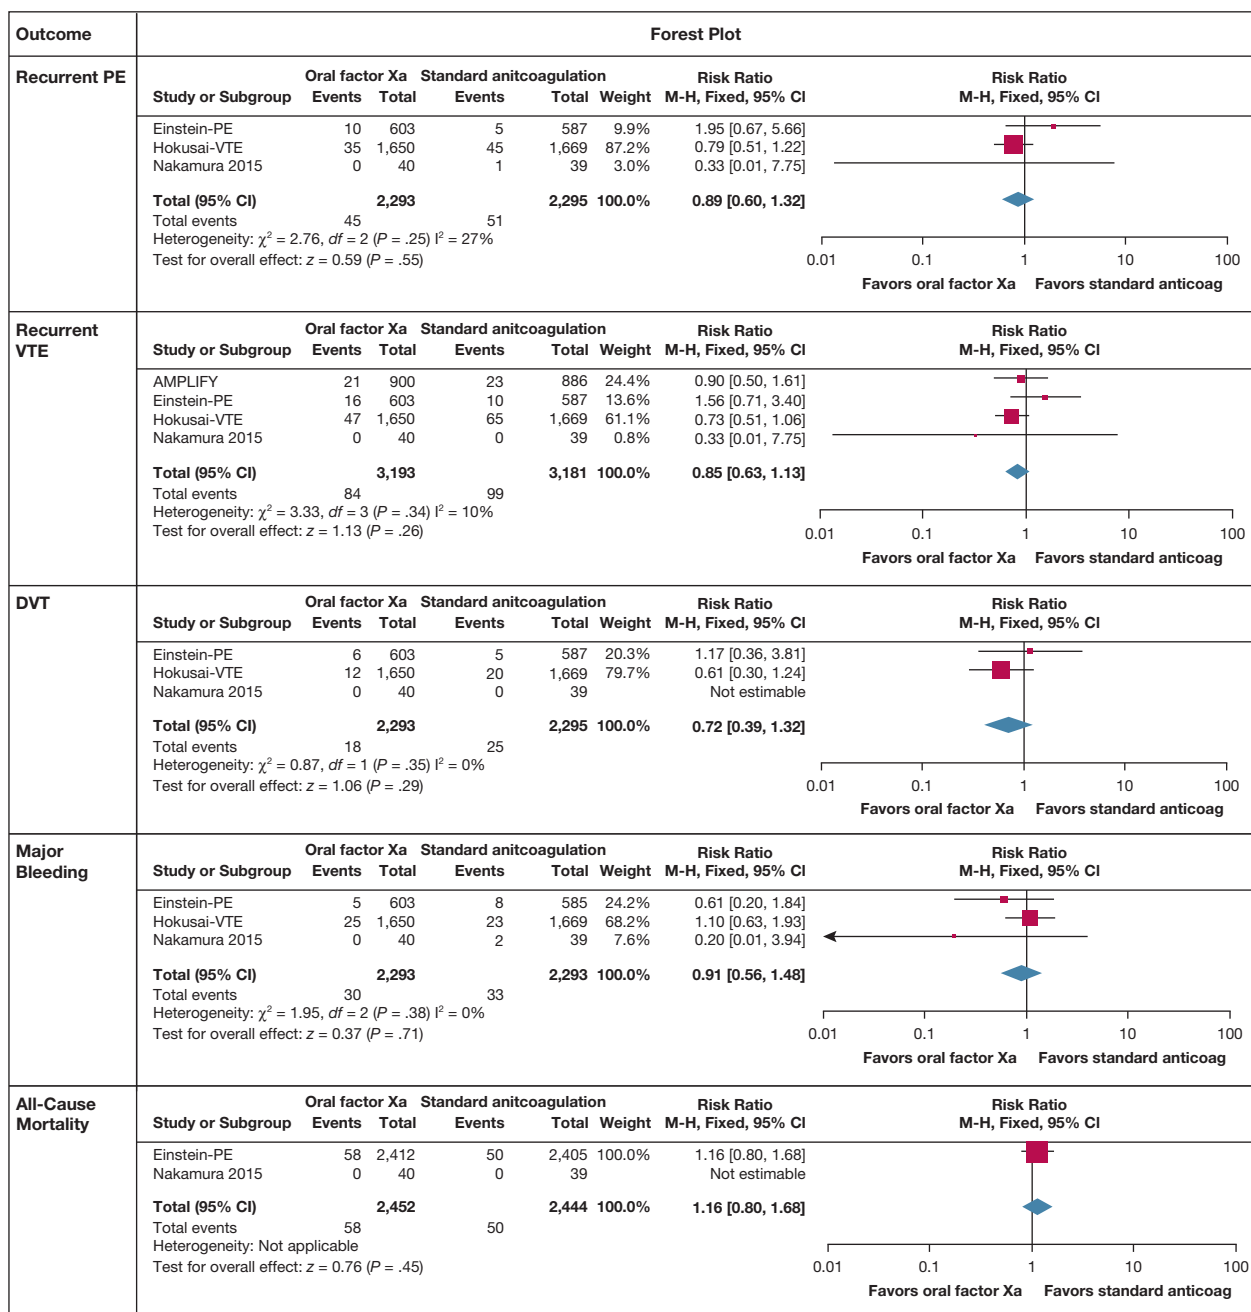 Outcome Forest Plot
Recurrent PE
Oral factor Xa Standard anitcoagulation Risk Ratio Risk Ratio
Study or Subgroup Events Total Events Total Weight M-H, Fixed, 95% CI M-H, Fixed, 95% CI
Einstein-PE 10 603 5 587 9.9% 1.95 [0.67, 5.66]
Hokusai-VTE 35 1,650 45 1,669 87.2% 0.79 [0.51, 1.22]
Nakamura 2015 0 40 1 39 3.0% 0.33 [0.01, 7.75]
Total (95% CI) 2,293 2,295 100.0% 0.89 [0.60, 1.32]
Total events 45 51
Heterogeneity: χ² = 2.76, df = 2 (P = .25) I² = 27%
Test for overall effect: z = 0.59 (P = .55)
0.01 0.1 1 10 100
Favors oral factor Xa Favors standard anticoag
Recurrent
VTE
Oral factor Xa Standard anitcoagulation Risk Ratio Risk Ratio
Study or Subgroup Events Total Events Total Weight M-H, Fixed, 95% CI M-H, Fixed, 95% CI
AMPLIFY 21 900 23 886 24.4% 0.90 [0.50, 1.61]
Einstein-PE 16 603 10 587 13.6% 1.56 [0.71, 3.40]
Hokusai-VTE 47 1,650 65 1,669 61.1% 0.73 [0.51, 1.06]
Nakamura 2015 0 40 0 39 0.8% 0.33 [0.01, 7.75]
Total (95% CI) 3,193 3,181 100.0% 0.85 [0.63, 1.13]
Total events 84 99
Heterogeneity: χ² = 3.33, df = 3 (P = .34) I² = 10%
Test for overall effect: z = 1.13 (P = .26)
0.01 0.1 1 10 100
Favors oral factor Xa Favors standard anticoag
DVT
Oral factor Xa Standard anitcoagulation Risk Ratio Risk Ratio
Study or Subgroup Events Total Events Total Weight M-H, Fixed, 95% CI M-H, Fixed, 95% CI
Einstein-PE 6 603 5 587 20.3% 1.17 [0.36, 3.81]
Hokusai-VTE 12 1,650 20 1,669 79.7% 0.61 [0.30, 1.24]
Nakamura 2015 0 40 0 39 Not estimable
Total (95% CI) 2,293 2,295 100.0% 0.72 [0.39, 1.32]
Total events 18 25
Heterogeneity: χ² = 0.87, df = 1 (P = .35) I² = 0%
Test for overall effect: z = 1.06 (P = .29)
0.01 0.1 1 10 100
Favors oral factor Xa Favors standard anticoag
Major
Bleeding
Oral factor Xa Standard anitcoagulation Risk Ratio Risk Ratio
Study or Subgroup Events Total Events Total Weight M-H, Fixed, 95% CI M-H, Fixed, 95% CI
Einstein-PE 5 603 8 585 24.2% 0.61 [0.20, 1.84]
Hokusai-VTE 25 1,650 23 1,669 68.2% 1.10 [0.63, 1.93]
Nakamura 2015 0 40 2 39 7.6% 0.20 [0.01, 3.94]
Total (95% CI) 2,293 2,293 100.0% 0.91 [0.56, 1.48]
Total events 30 33
Heterogeneity: χ² = 1.95, df = 2 (P = .38) I² = 0%
Test for overall effect: z = 0.37 (P = .71)
0.01 0.1 1 10 100
Favors oral factor Xa Favors standard anticoag
All-Cause
Mortality
Oral factor Xa Standard anitcoagulation Risk Ratio Risk Ratio
Study or Subgroup Events Total Events Total Weight M-H, Fixed, 95% CI M-H, Fixed, 95% CI
Einstein-PE 58 2,412 50 2,405 100.0% 1.16 [0.80, 1.68]
Nakamura 2015 0 40 0 39 Not estimable
Total (95% CI) 2,452 2,444 100.0% 1.16 [0.80, 1.68]
Total events 58 50
Heterogeneity: Not applicable
Test for overall effect: z = 0.76 (P = .45)
0.01 0.1 1 10 100
Favors oral factor Xa Favors standard anticoag